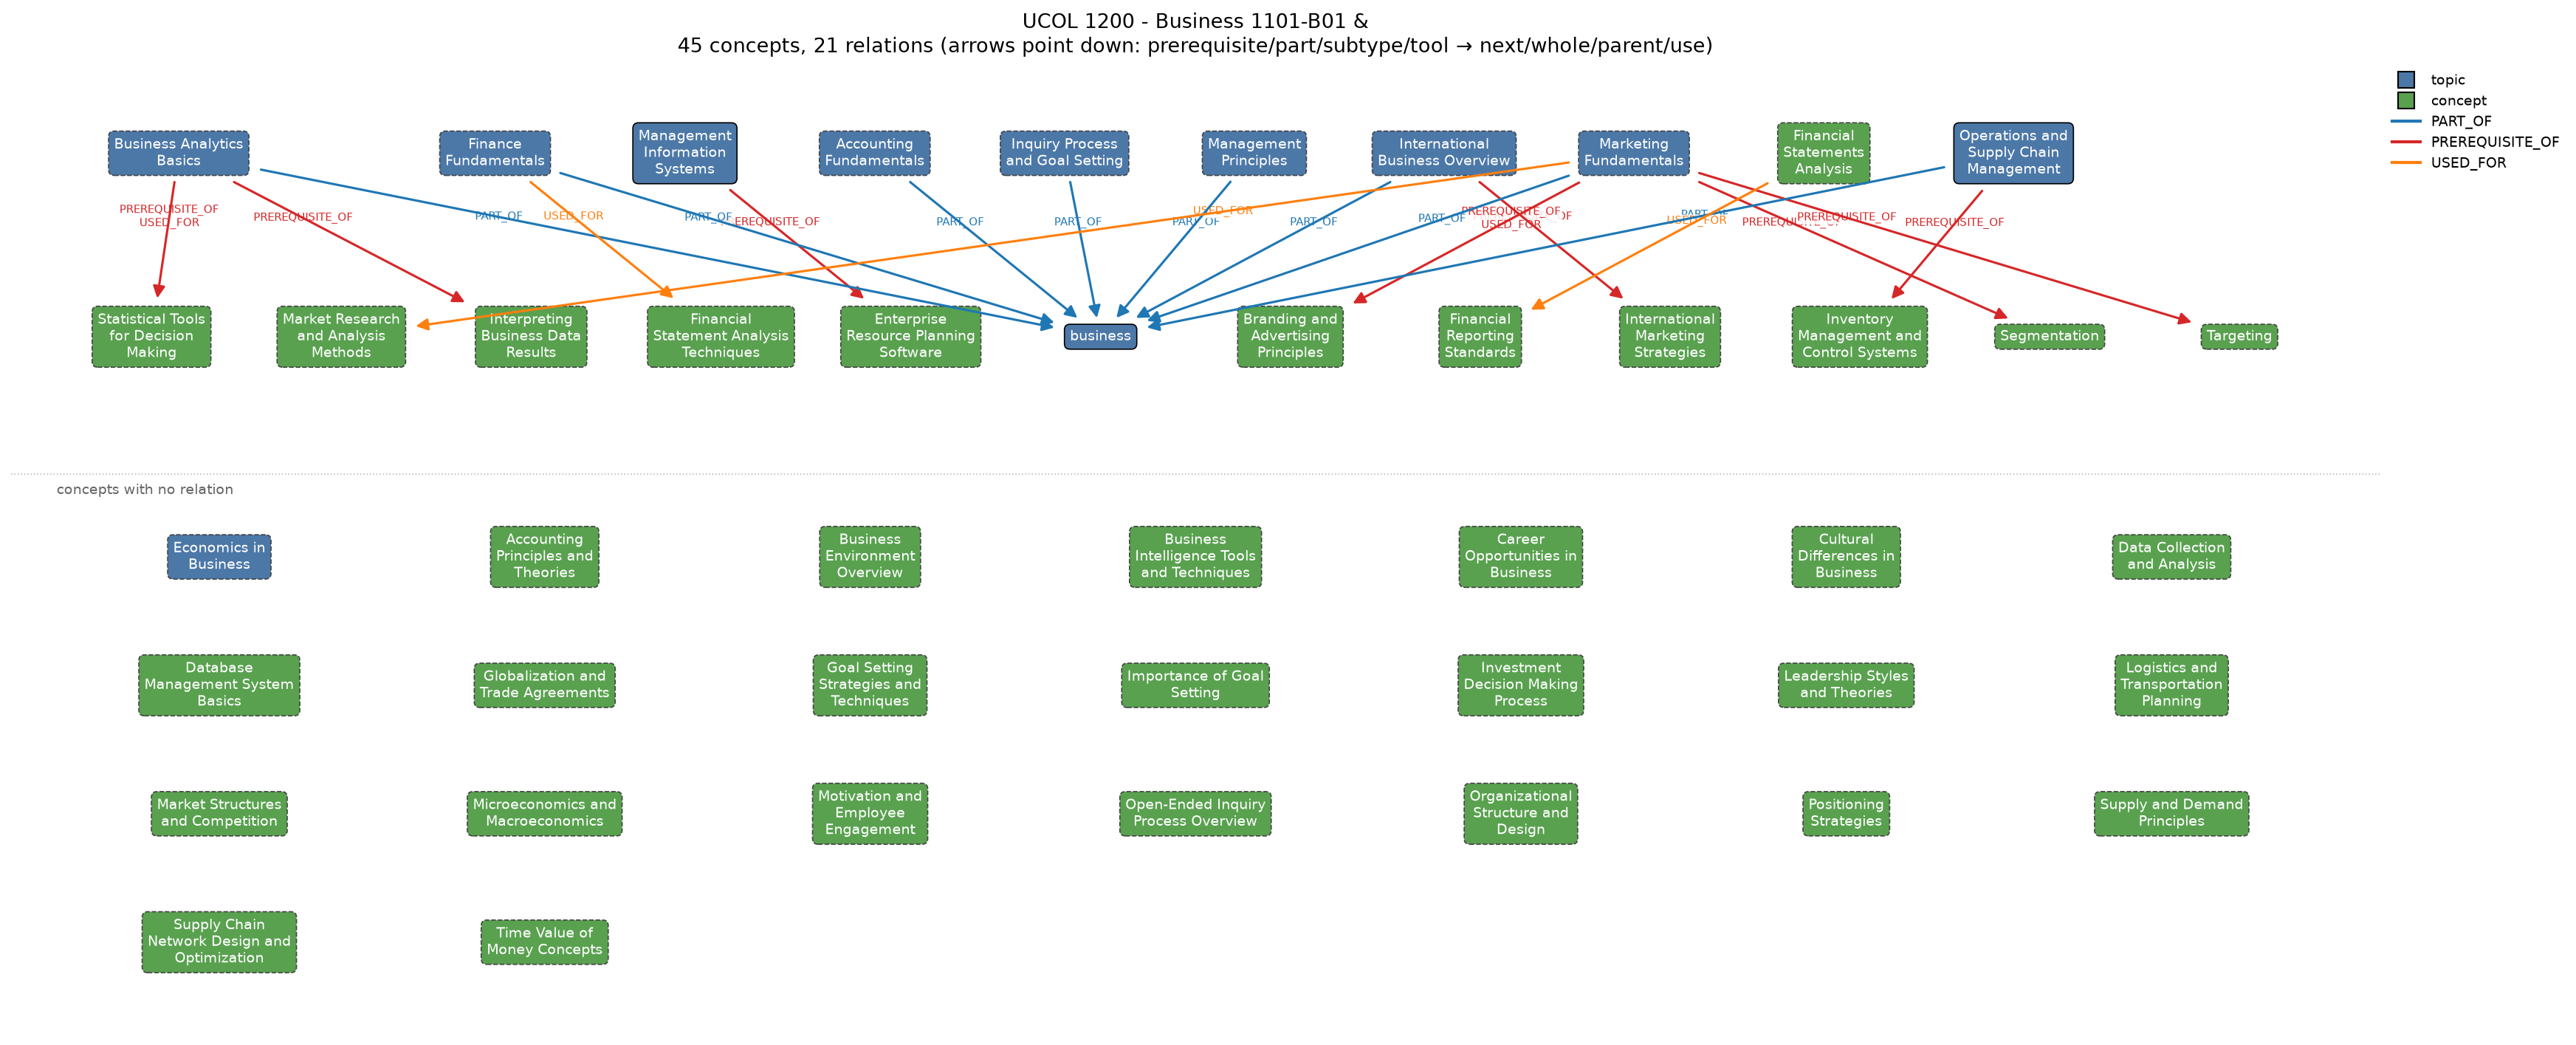 UCOL 1200 - Business 1101-B01 &
45 concepts, 21 relations (arrows point down: prerequisite/part/subtype/tool → next/whole/parent/use)
topic
concept
PART_OF
PREREQUISITE_OF
USED_FOR
Business Analytics
Basics
Finance
Fundamentals
Management
Information
Systems
Accounting
Fundamentals
Inquiry Process
and Goal Setting
Management
Principles
International
Business Overview
Marketing
Fundamentals
Financial
Statements
Analysis
Operations and
Supply Chain
Management
PREREQUISITE_OF
USED_FOR
PREREQUISITE_OF
PART_OF
USED_FOR
PART_OF
PART_OF
PART_OF
PART_OF
USED_FOR
PART_OF
PART_OF
PREREQUISITE_OF
USED_FOR
PART_OF
USED_FOR
PREREQUISITE_OF
PREREQUISITE_OF
Statistical Tools
for Decision
Making
Market Research
and Analysis
Methods
Interpreting
Business Data
Results
Financial
Statement Analysis
Techniques
Enterprise
Resource Planning
Software
business
Branding and
Advertising
Principles
Financial
Reporting
Standards
International
Marketing
Strategies
Inventory
Management and
Control Systems
Segmentation
Targeting
concepts with no relation
Economics in
Business
Accounting
Principles and
Theories
Business
Environment
Overview
Business
Intelligence Tools
and Techniques
Career
Opportunities in
Business
Cultural
Differences in
Business
Data Collection
and Analysis
Database
Management System
Basics
Globalization and
Trade Agreements
Goal Setting
Strategies and
Techniques
Importance of Goal
Setting
Investment
Decision Making
Process
Leadership Styles
and Theories
Logistics and
Transportation
Planning
Market Structures
and Competition
Microeconomics and
Macroeconomics
Motivation and
Employee
Engagement
Open-Ended Inquiry
Process Overview
Organizational
Structure and
Design
Positioning
Strategies
Supply and Demand
Principles
Supply Chain
Network Design and
Optimization
Time Value of
Money Concepts